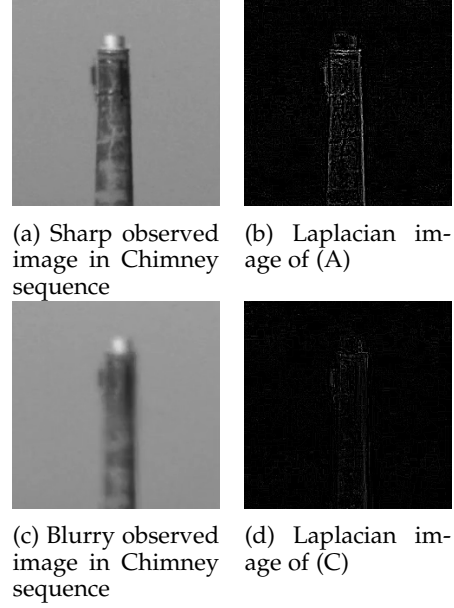 (a) Sharp observed
image in Chimney
sequence
(b) Laplacian im-
age of (A)
(c) Blurry observed
image in Chimney
sequence
(d) Laplacian im-
age of (C)